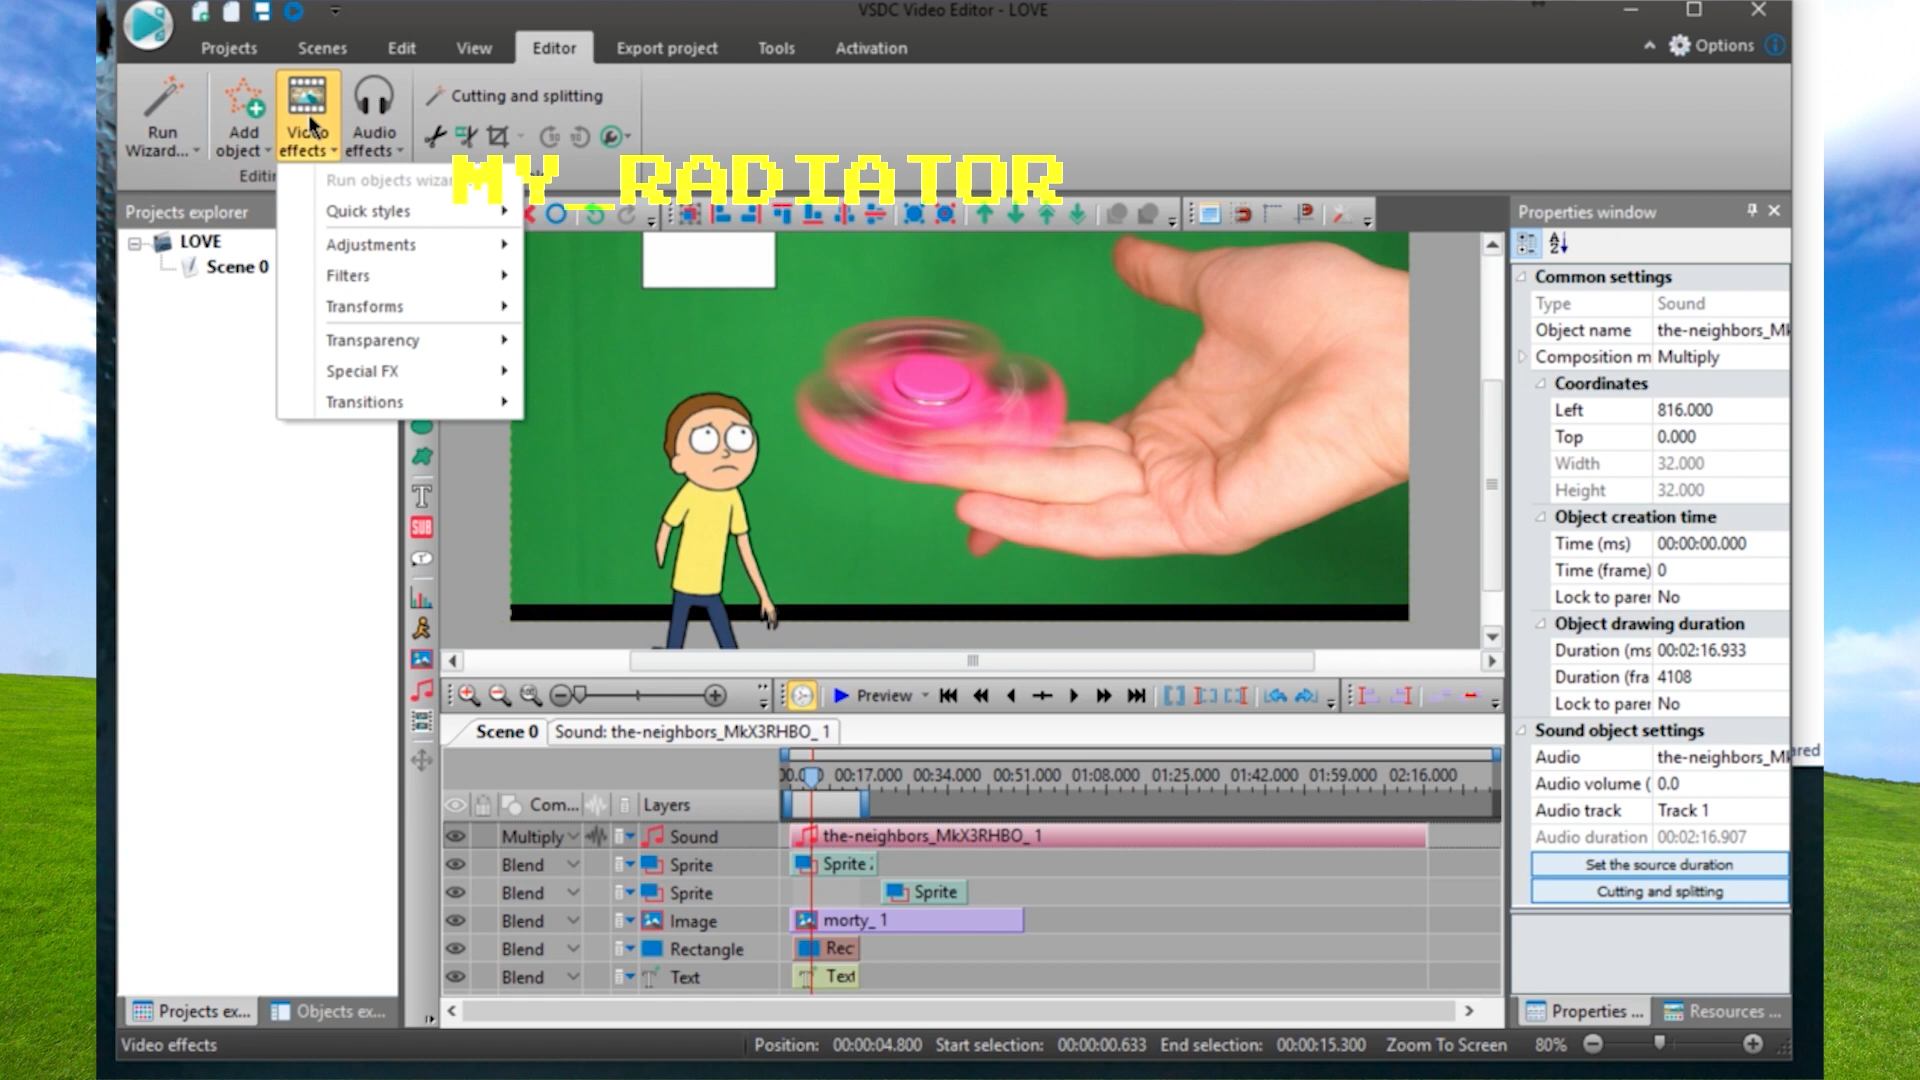 VSDC Video Editor - LOVE
Projects Scenes Edit View Editor Export project Tools Activation Options
Run Wizard...
Add object
Video effects
Audio effects
Cutting and splitting
MY_RADIATOR
Run objects
Quick styles
Adjustments
Filters
Transforms
Transparency
Special FX
Transitions
Projects explorer
LOVE
Scene 0
SUB
Properties window
Common settings
Type Sound
Object name the-neighbors_Mk
Composition m Multiply
Coordinates
Left 816.000
Top 0.000
Width 32.000
Height 32.000
Object creation time
Time (ms) 00:00:00.000
Time (frame) 0
Lock to parer No
Object drawing duration
Duration (ms 00:02:16.933
Duration (fra 4108
Lock to parer No
Sound object settings
Audio the-neighbors_Mk
Audio volume ( 0.0
Audio track Track 1
Audio duration 00:02:16.907
Set the source duration
Cutting and splitting
ared
Preview
Scene 0 Sound: the-neighbors_MkX3RHBO_ 1
00:17.000 00:34.000 00:51.000 01:08.000 01:25.000 01:42.000 01:59.000 02:16.000
Com... Layers
Multiply Sound the-neighbors_MkX3RHBO_ 1
Blend Sprite Sprite
Blend Sprite Sprite
Blend Image morty_ 1
Blend Rectangle Rec
Blend Text Text
Projects ex... Objects ex... Properties ... Resources ...
Video effects Position: 00:00:04.800 Start selection: 00:00:00.633 End selection: 00:00:15.300 Zoom To Screen 80%